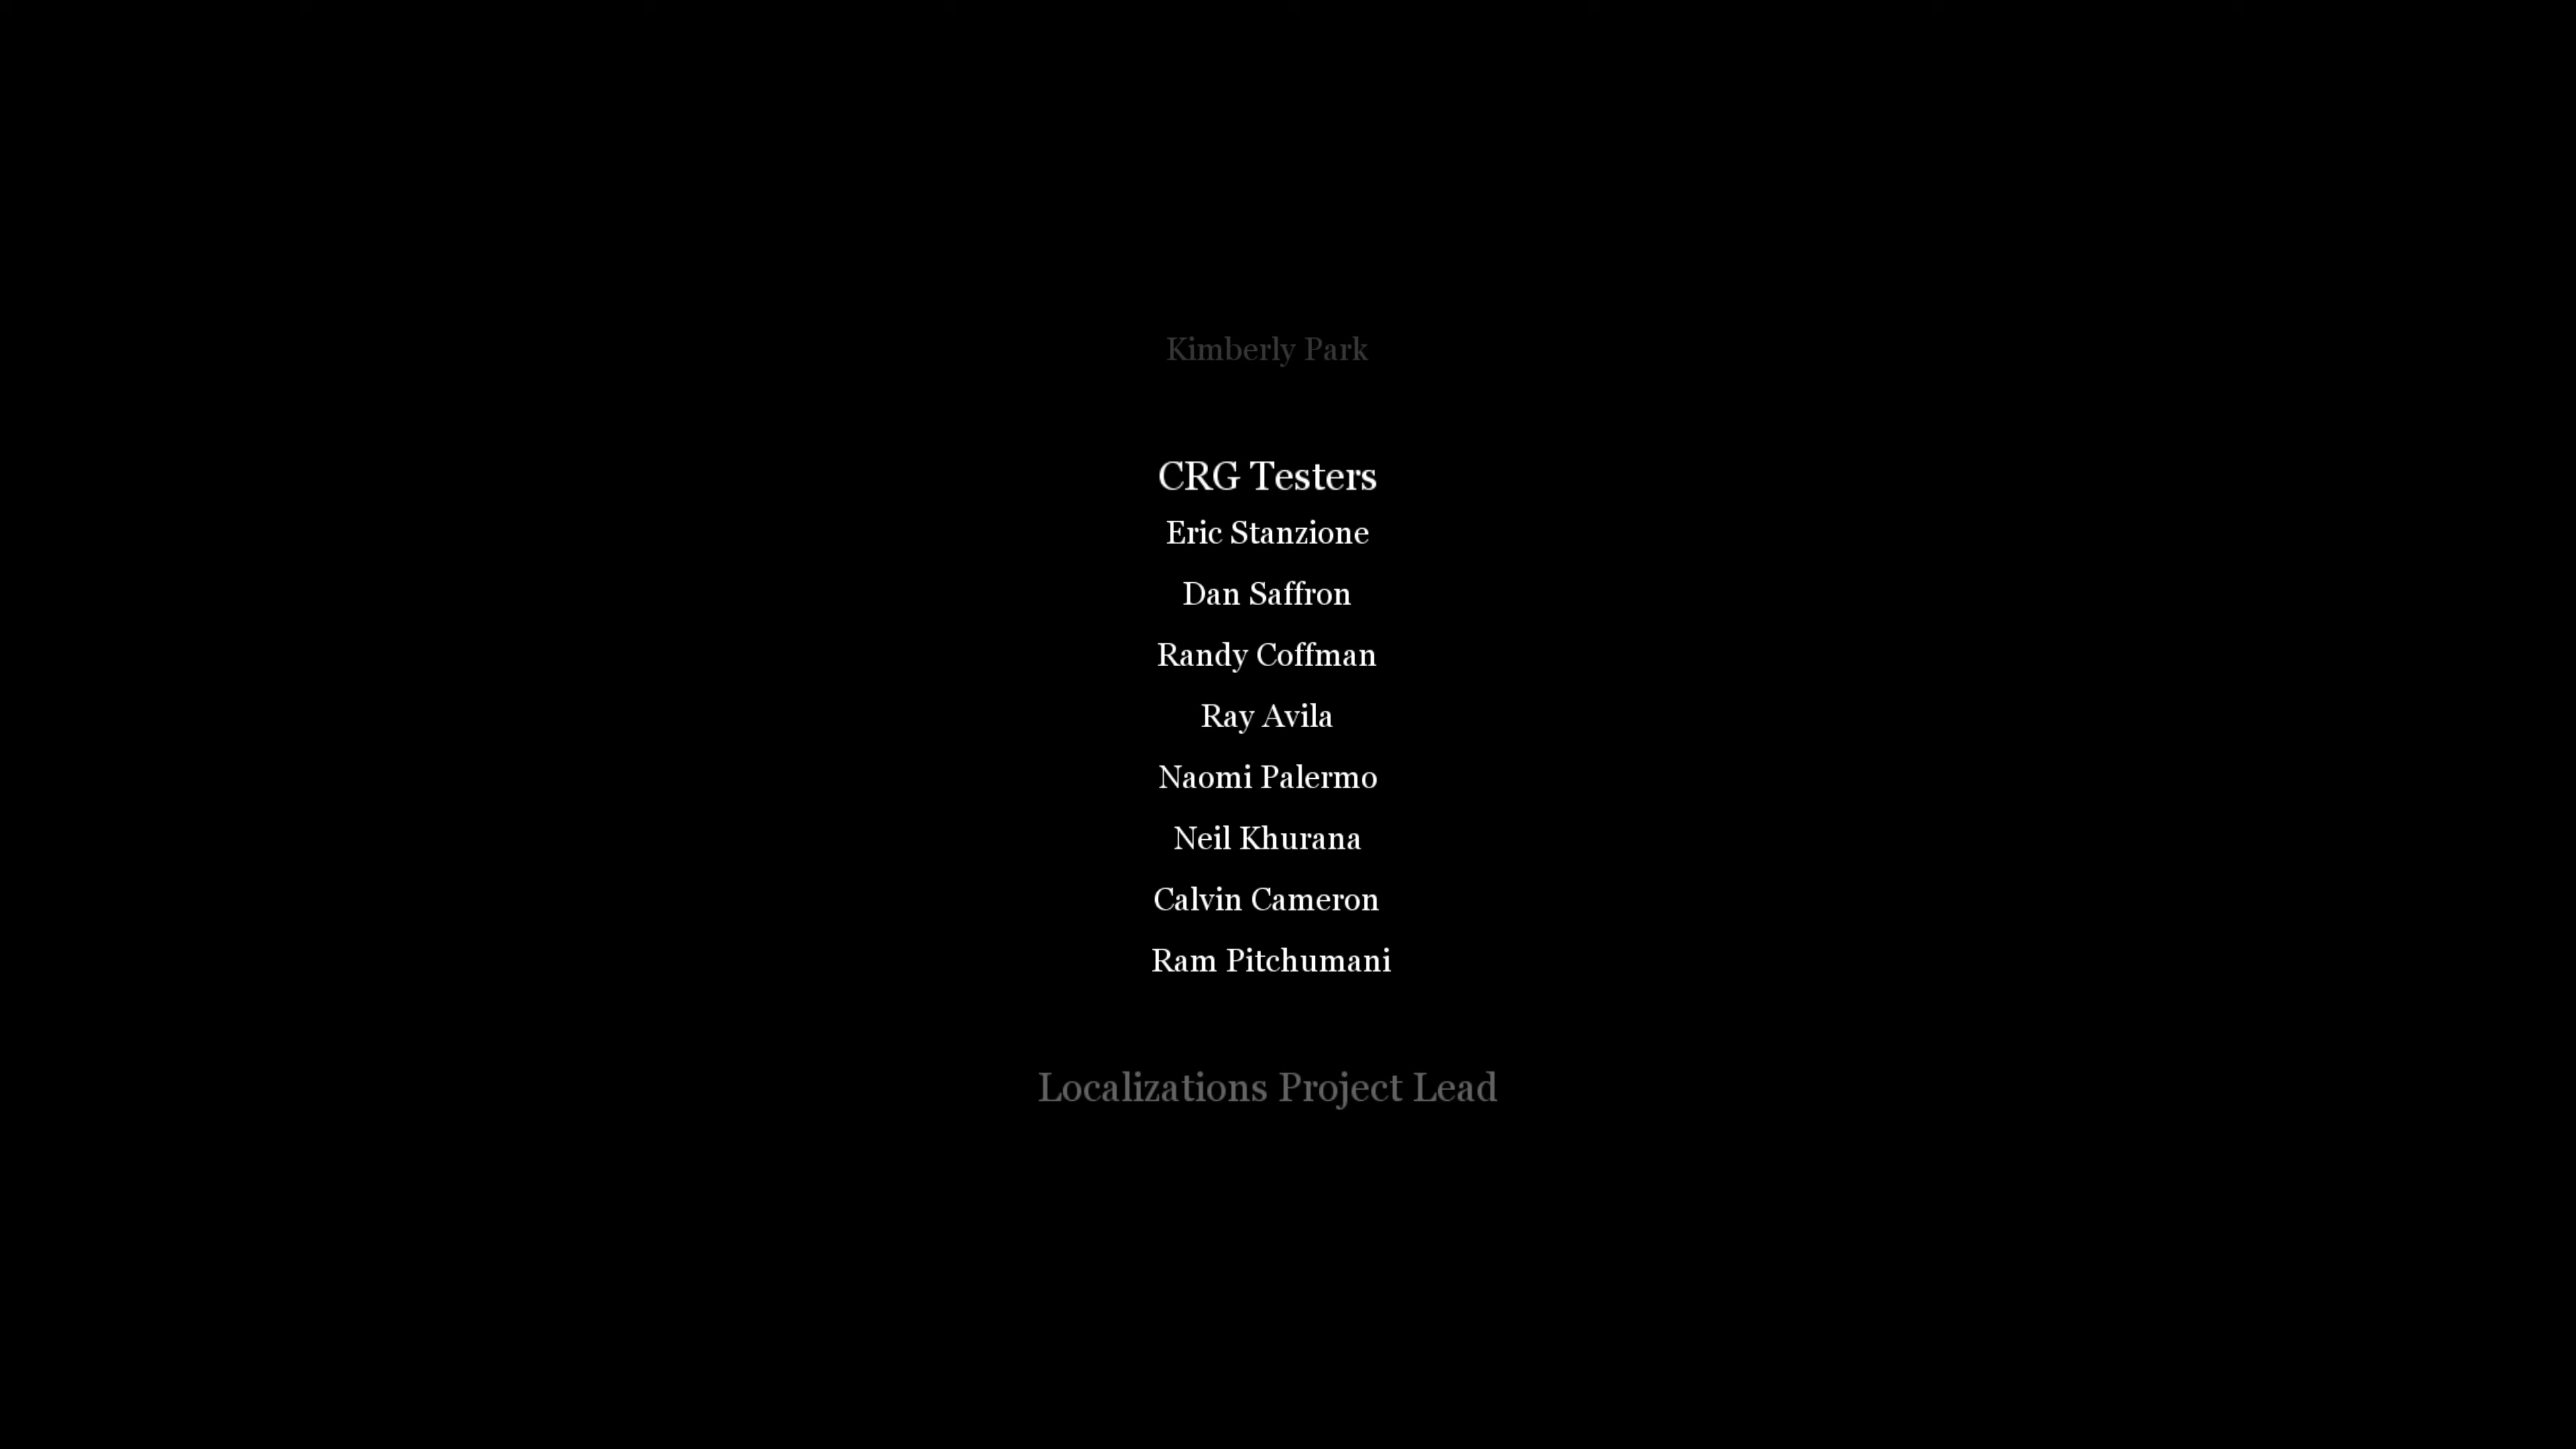 Kimberly Park
CRG Testers
Eric Stanzione
Dan Saffron
Randy Coffman
Ray Avila
Naomi Palermo
Neil Khurana
Calvin Cameron
Ram Pitchumani
Localizations Project Lead